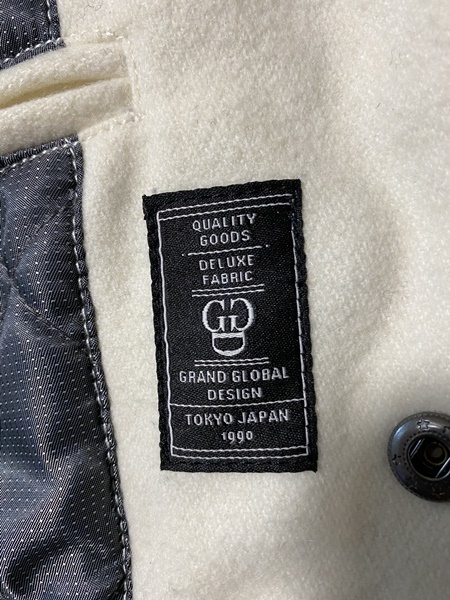 QUALITY
GOODS
DELUXE
FABRIC
GGD
GRAND GLOBAL
DESIGN
TOKYO JAPAN
1990